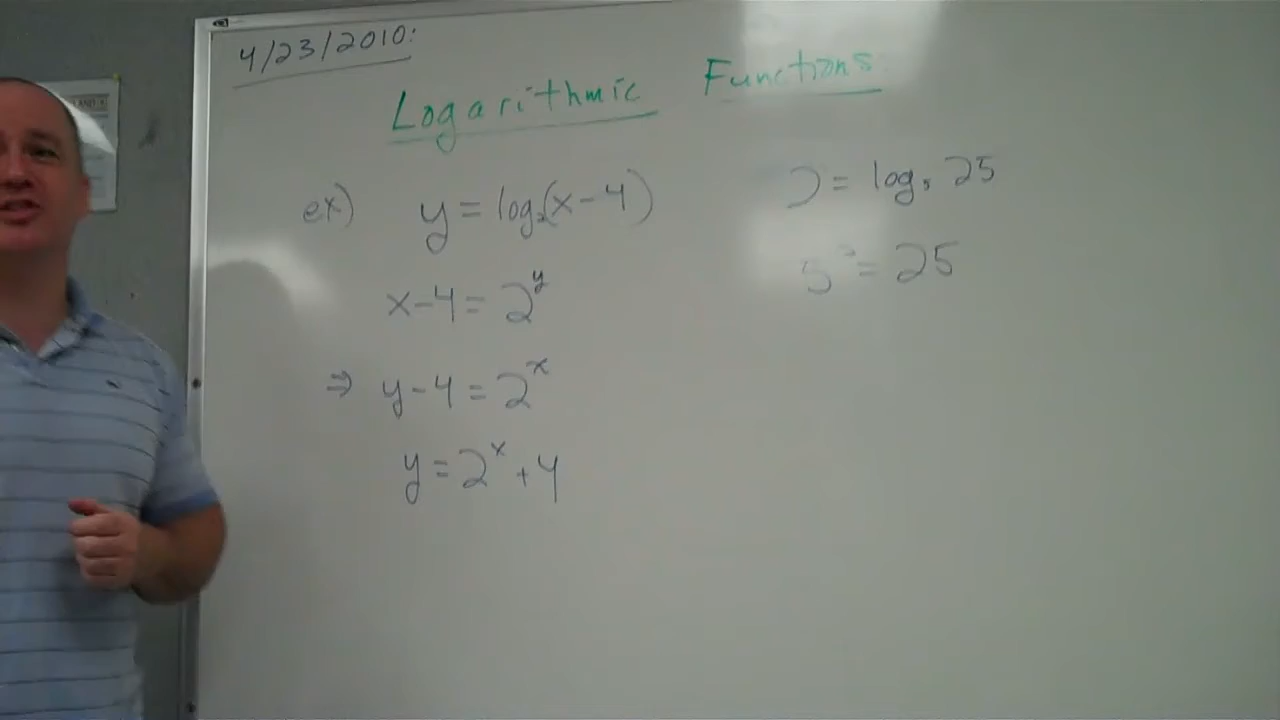 4/23/2010:
Logarithmic Functions
ex) y = log₂(x-4)
x-4 = 2^y
⇒ y-4 = 2^x
y = 2^x + 4
2 = log₅ 25
5² = 25